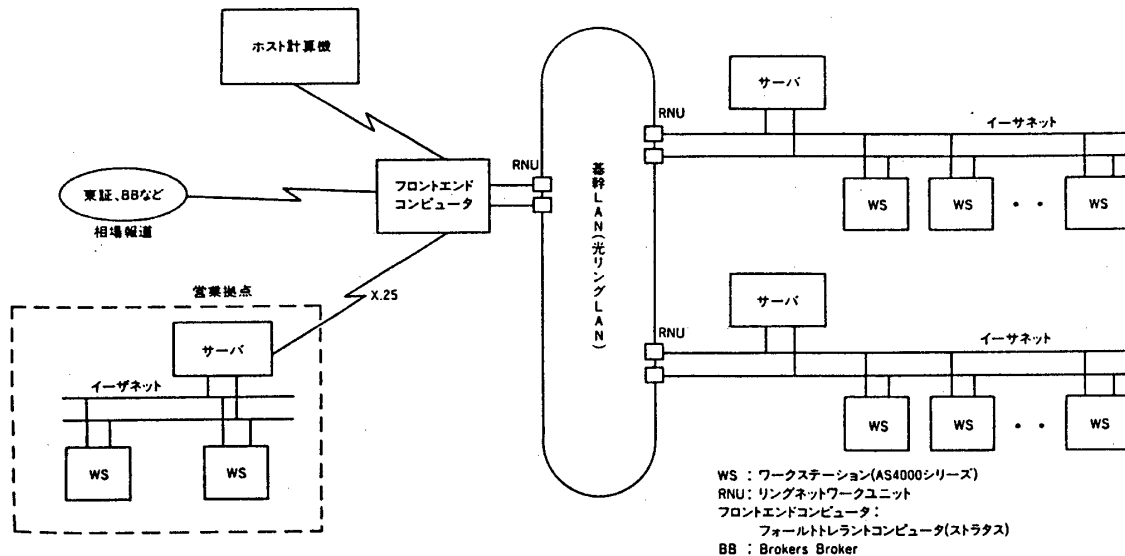 ホスト計算機
サーバ
RNU
イーサネット
RNU
フロントエンド
コンピュータ
東証、BBなど
相場報道
WS
WS
・・
WS
基幹LAN(光リングLAN)
営業拠点
X.25
サーバ
サーバ
RNU
イーサネット
イーザネット
WS
WS
WS
WS
・・
WS
WS : ワークステーション(AS4000シリーズ)
RNU: リングネットワークユニット
フロントエンドコンピュータ:
フォールトトレラントコンピュータ(ストラタス)
BB : Brokers Broker